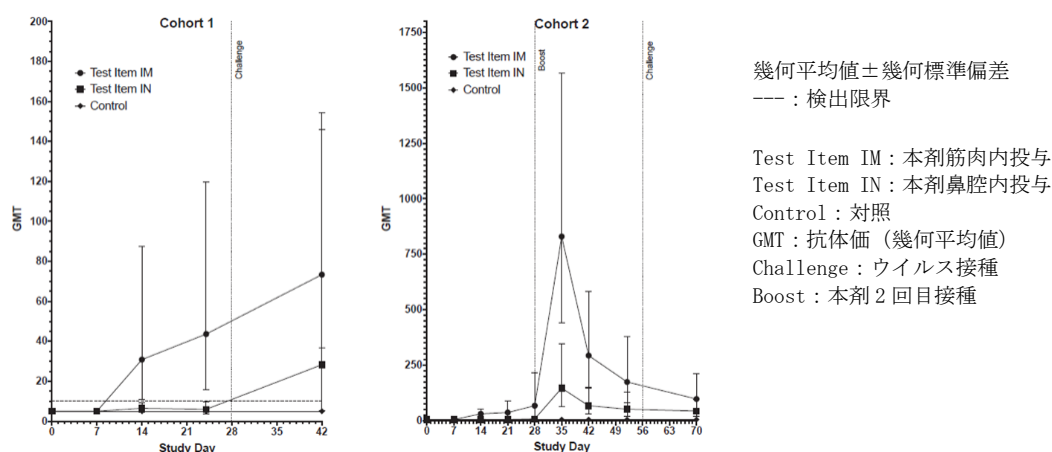 Cohort 1
Challenge
Test Item IM
Test Item IN
Control
GMT
200
180
160
140
120
100
80
60
40
20
0
0 7 14 21 28 35 42
Study Day
Cohort 2
Boost
Challenge
Test Item IM
Test Item IN
Control
GMT
1750
1500
1250
1000
750
500
250
0
0 7 14 21 28 35 42 49 56 63 70
Study Day
幾何平均値±幾何標準偏差
---：検出限界
Test Item IM：本剤筋肉内投与
Test Item IN：本剤鼻腔内投与
Control：対照
GMT：抗体価（幾何平均値）
Challenge：ウイルス接種
Boost：本剤2回目接種